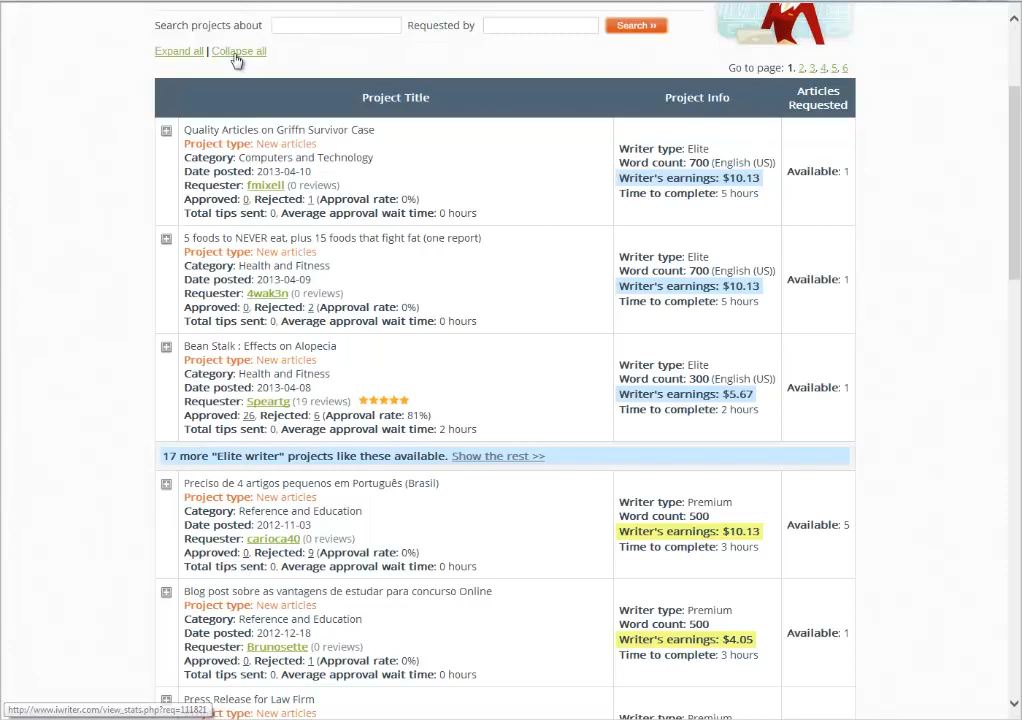 Search projects about Requested by Search »
Expand all | Collapse all
Go to page: 1. 2, 3, 4, 5, 6
Project Title Project Info Articles Requested
Quality Articles on Griffn Survivor Case
Project type: New articles
Category: Computers and Technology
Date posted: 2013-04-10
Requester: fmixell (0 reviews)
Approved: 0, Rejected: 1 (Approval rate: 0%)
Total tips sent: 0, Average approval wait time: 0 hours
Writer type: Elite
Word count: 700 (English (US))
Writer's earnings: $10.13
Time to complete: 5 hours
Available: 1
5 foods to NEVER eat, plus 15 foods that fight fat (one report)
Project type: New articles
Category: Health and Fitness
Date posted: 2013-04-09
Requester: 4wak3n (0 reviews)
Approved: 0, Rejected: 2 (Approval rate: 0%)
Total tips sent: 0, Average approval wait time: 0 hours
Writer type: Elite
Word count: 700 (English (US))
Writer's earnings: $10.13
Time to complete: 5 hours
Available: 1
Bean Stalk : Effects on Alopecia
Project type: New articles
Category: Health and Fitness
Date posted: 2013-04-08
Requester: Speartg (19 reviews)
Approved: 26, Rejected: 6 (Approval rate: 81%)
Total tips sent: 0, Average approval wait time: 2 hours
Writer type: Elite
Word count: 300 (English (US))
Writer's earnings: $5.67
Time to complete: 2 hours
Available: 1
17 more "Elite writer" projects like these available. Show the rest >>
Preciso de 4 artigos pequenos em Português (Brasil)
Project type: New articles
Category: Reference and Education
Date posted: 2012-11-03
Requester: carioca40 (0 reviews)
Approved: 0, Rejected: 9 (Approval rate: 0%)
Total tips sent: 0, Average approval wait time: 0 hours
Writer type: Premium
Word count: 500
Writer's earnings: $10.13
Time to complete: 3 hours
Available: 5
Blog post sobre as vantagens de estudar para concurso Online
Project type: New articles
Category: Reference and Education
Date posted: 2012-12-18
Requester: Brunosette (0 reviews)
Approved: 0, Rejected: 1 (Approval rate: 0%)
Total tips sent: 0, Average approval wait time: 0 hours
Writer type: Premium
Word count: 500
Writer's earnings: $4.05
Time to complete: 3 hours
Available: 1
Press Release for Law Firm
type: New articles
Writer type: Premium
http://www.iwriter.com/view_stats.php?req=111821